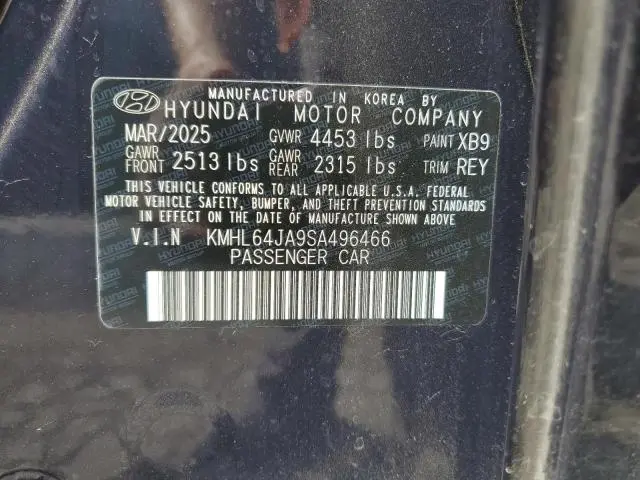 MANUFACTURED IN KOREA BY
HYUNDAI MOTOR COMPANY
MAR/2025 GVWR 4453 lbs PAINT XB9
GAWR FRONT 2513 lbs GAWR REAR 2315 lbs TRIM REY
THIS VEHICLE CONFORMS TO ALL APPLICABLE U.S.A. FEDERAL
MOTOR VEHICLE SAFETY, BUMPER, AND THEFT PREVENTION STANDARDS
IN EFFECT ON THE DATE OF MANUFACTURE SHOWN ABOVE
V.I.N KMHL64JA9SA496466
PASSENGER CAR